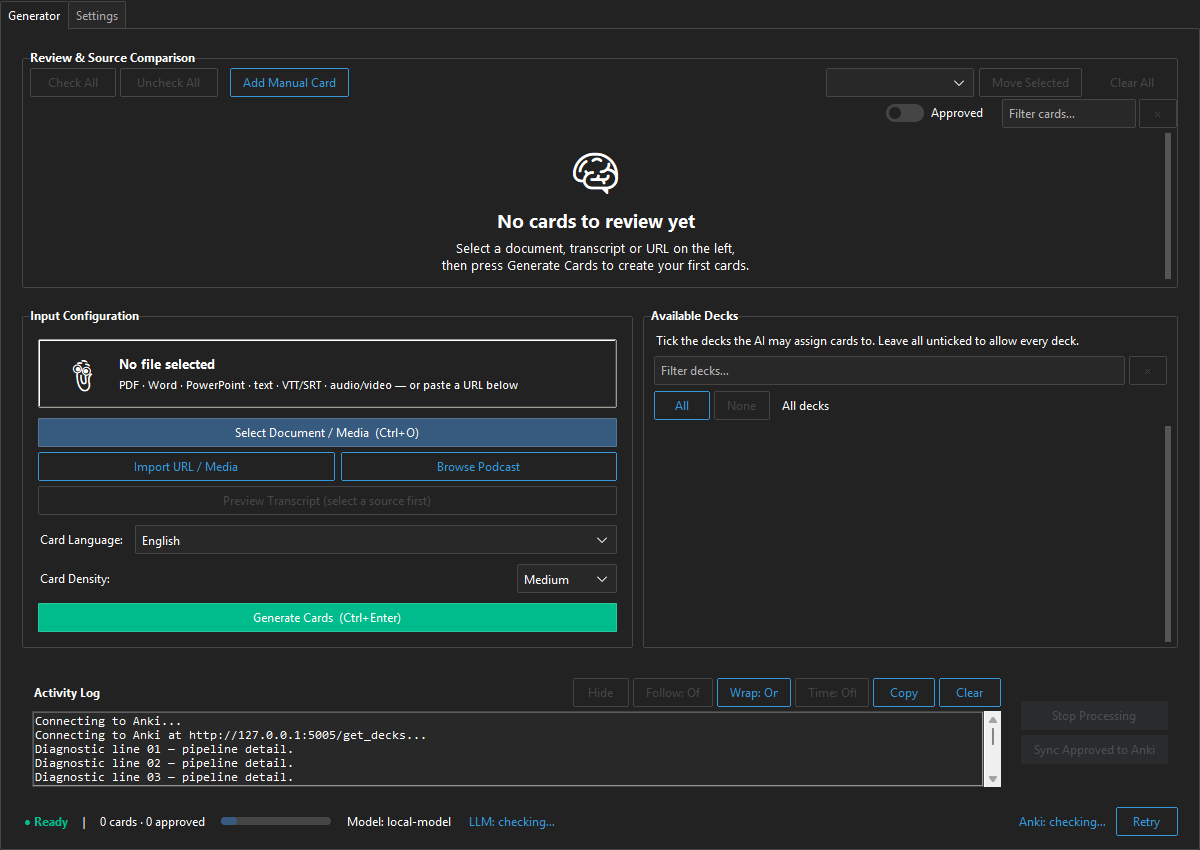 Generator Settings
Review & Source Comparison
Check All Uncheck All Add Manual Card Move Selected Clear All
Approved Filter cards... ×
No cards to review yet
Select a document, transcript or URL on the left,
then press Generate Cards to create your first cards.
Input Configuration
No file selected
PDF · Word · PowerPoint · text · VTT/SRT · audio/video — or paste a URL below
Select Document / Media (Ctrl+O)
Import URL / Media Browse Podcast
Preview Transcript (select a source first)
Card Language: English
Card Density: Medium
Generate Cards (Ctrl+Enter)
Available Decks
Tick the decks the AI may assign cards to. Leave all unticked to allow every deck.
Filter decks... ×
All None All decks
Activity Log Hide Follow: Of Wrap: On Time: Off Copy Clear
Connecting to Anki...
Connecting to Anki at http://127.0.0.1:5005/get_decks...
Diagnostic line 01 — pipeline detail.
Diagnostic line 02 — pipeline detail.
Diagnostic line 03 — pipeline detail.
Stop Processing
Sync Approved to Anki
● Ready | 0 cards · 0 approved Model: local-model LLM: checking... Anki: checking... Retry